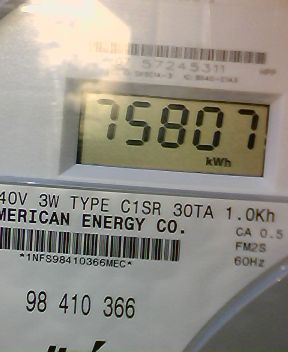 57245311
75807
kWh
40V 3W TYPE C1SR 30TA 1.0Kh
MERICAN ENERGY CO.
CA 0.5
FM2S
*1NFS98410366MEC*
60Hz
98 410 366